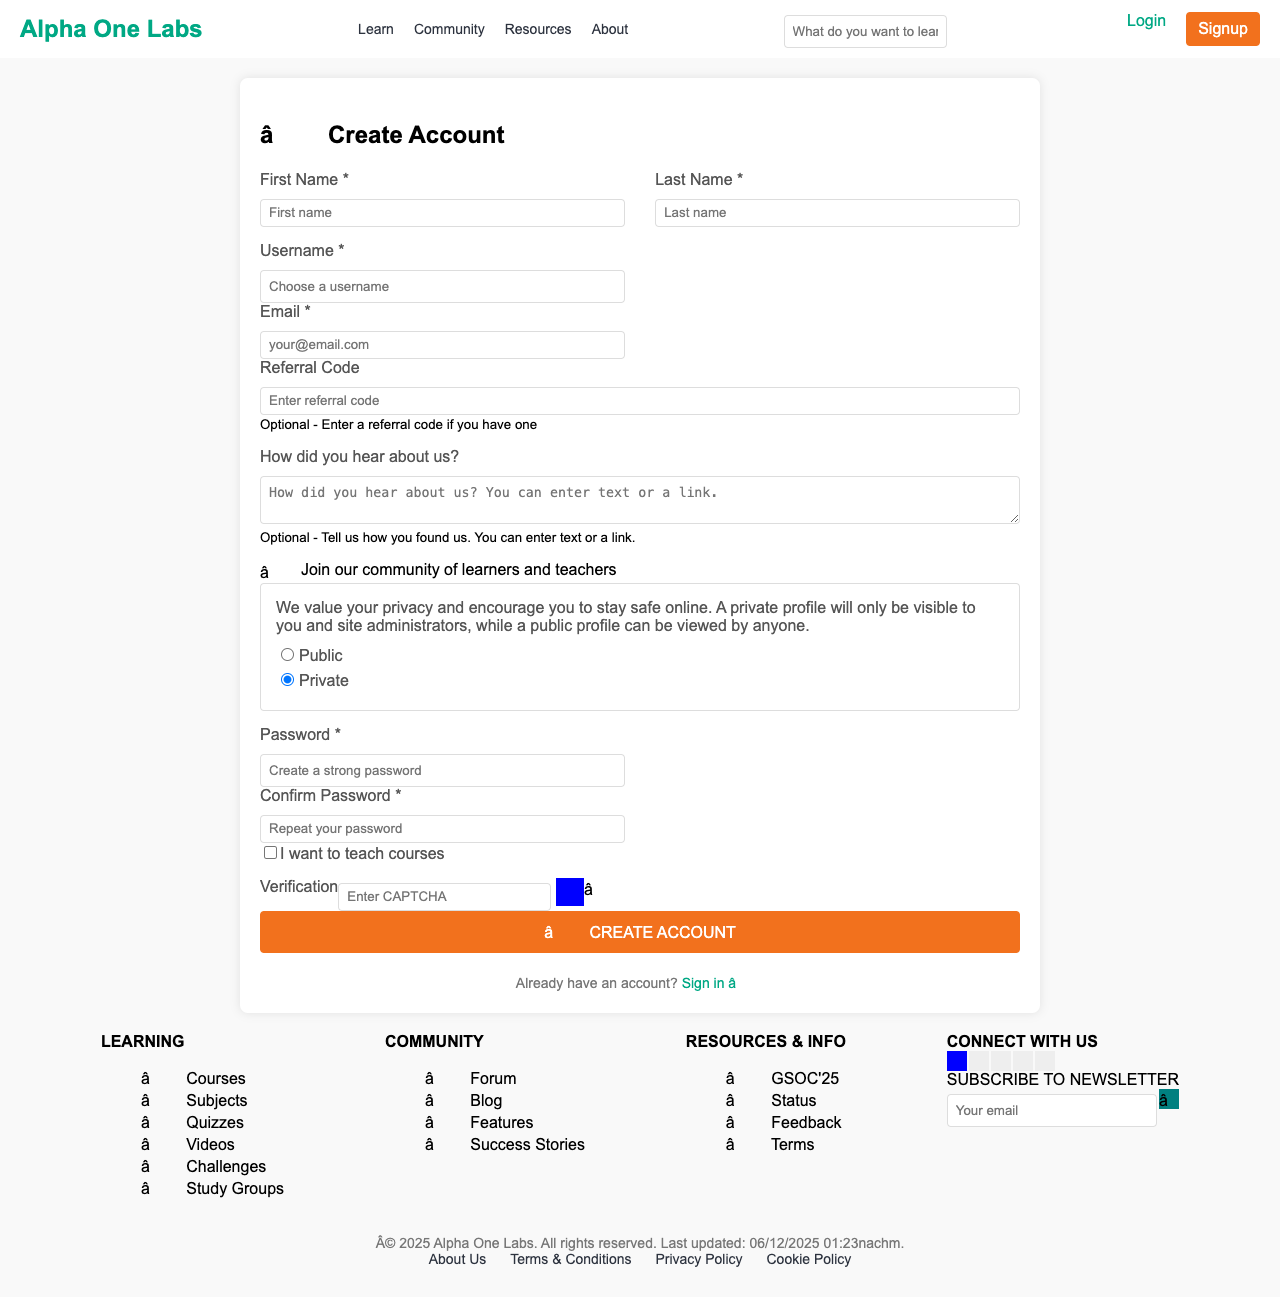 Alpha One Labs
Learn Community Resources About
What do you want to lear
Login
Signup
â Create Account
First Name *
Last Name *
First name
Last name
Username *
Choose a username
Email *
your@email.com
Referral Code
Enter referral code
Optional - Enter a referral code if you have one
How did you hear about us?
How did you hear about us? You can enter text or a link.
Optional - Tell us how you found us. You can enter text or a link.
â Join our community of learners and teachers
We value your privacy and encourage you to stay safe online. A private profile will only be visible to
you and site administrators, while a public profile can be viewed by anyone.
Public
Private
Password *
Create a strong password
Confirm Password *
Repeat your password
I want to teach courses
Verification
Enter CAPTCHA
â
â CREATE ACCOUNT
Already have an account? Sign in â
LEARNING
â Courses
â Subjects
â Quizzes
â Videos
â Challenges
â Study Groups
COMMUNITY
â Forum
â Blog
â Features
â Success Stories
RESOURCES & INFO
â GSOC'25
â Status
â Feedback
â Terms
CONNECT WITH US
SUBSCRIBE TO NEWSLETTER
Your email
â
Â© 2025 Alpha One Labs. All rights reserved. Last updated: 06/12/2025 01:23nachm.
About Us Terms & Conditions Privacy Policy Cookie Policy